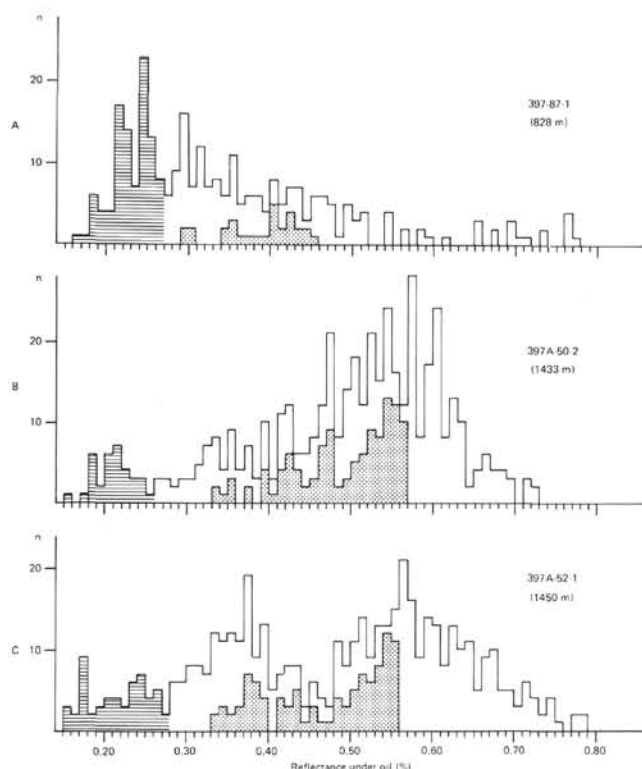 n
20
10
A
397-87-1
(828 m)
n
20
10
B
397A-50-2
(1433 m)
n
20
10
C
397A-52-1
(1450 m)
0.20 0.30 0.40 0.50 0.60 0.70 0.80
Reflectance under oil (%)